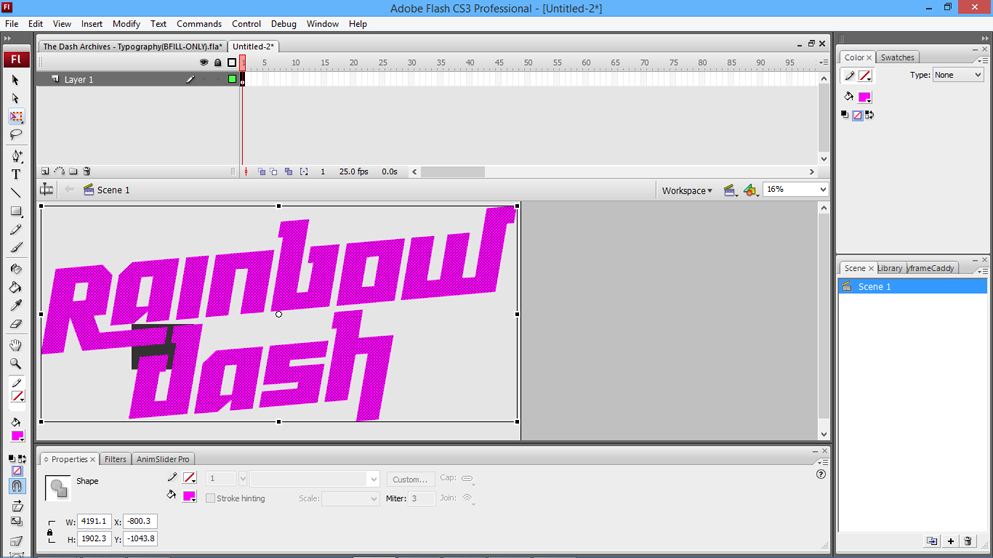 Adobe Flash CS3 Professional - [Untitled-2*]
File Edit View Insert Modify Text Commands Control Debug Window Help
The Dash Archives - Typography(BFILL-ONLY).fla* Untitled-2*
1 5 10 15 20 25 30 35 40 45 50 55 60 65 70 75 80 85 90 95
Layer 1
1 25.0 fps 0.0s
Scene 1 Workspace 16%
Rainbow
Dash
Properties Filters AnimSlider Pro
Shape 1 Custom... Cap:
Stroke hinting Scale: Miter: 3 Join:
W: 4191.1 X: -800.3
H: 1902.3 Y: -1043.8
Fl
T
Color Swatches
Type: None
Scene Library yframeCaddy
Scene 1